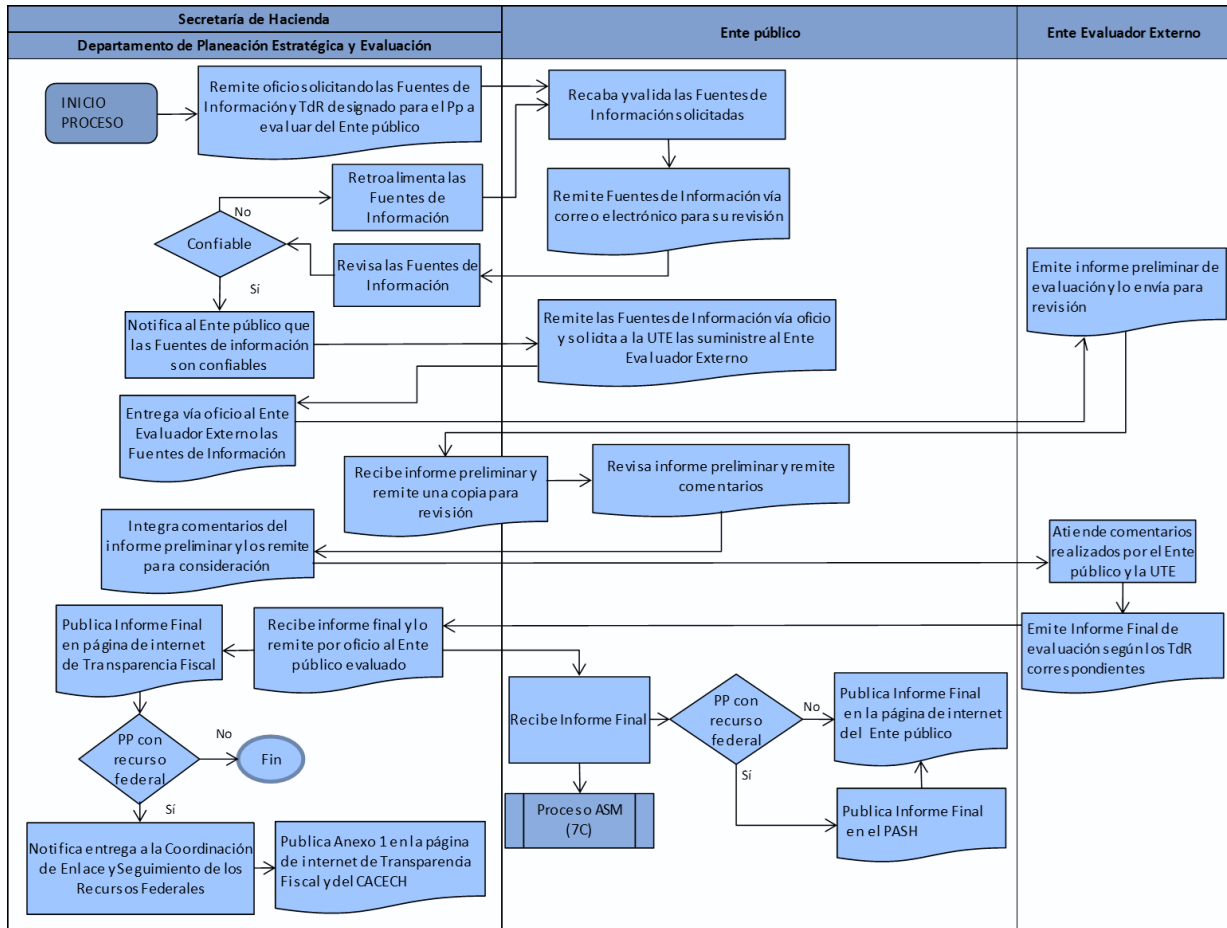 Secretaría de Hacienda
Departamento de Planeación Estratégica y Evaluación
Ente público
Ente Evaluador Externo
INICIO
PROCESO
Remite oficio solicitando las Fuentes de
Información y TdR designado para el Pp a
evaluar del Ente público
Recaba y valida las Fuentes de
Información solicitadas
Retroalimenta las
Fuentes de
Información
No
Remite Fuentes de Información vía
correo electrónico para su revisión
Confiable
Revisa las Fuentes de
Información
Sí
Emite informe preliminar de
evaluación y lo envía para
revisión
Notifica al Ente público que
las Fuentes de información
son confiables
Remite las Fuentes de Información vía oficio
y solicita a la UTE las suministre al Ente
Evaluador Externo
Entrega vía oficio al Ente
Evaluador Externo las
Fuentes de Información
Recibe informe preliminar y
remite una copia para
revisión
Revisa informe preliminar y remite
comentarios
Integra comentarios del
informe preliminar y los remite
para consideración
Atiende comentarios
realizados por el Ente
público y la UTE
Publica Informe Final
en página de internet
de Transparencia Fiscal
Recibe informe final y lo
remite por oficio al Ente
público evaluado
Emite Informe Final de
evaluación según los TdR
correspondientes
Recibe Informe Final
PP con
recurso
federal
No
Publica Informe Final
en la página de internet
del Ente público
Sí
Publica Informe Final
en el PASH
PP con
recurso
federal
No
Fin
Sí
Proceso ASM
(7C)
Notifica entrega a la Coordinación
de Enlace y Seguimiento de los
Recursos Federales
Publica Anexo 1 en la página
de internet de Transparencia
Fiscal y del CACECH